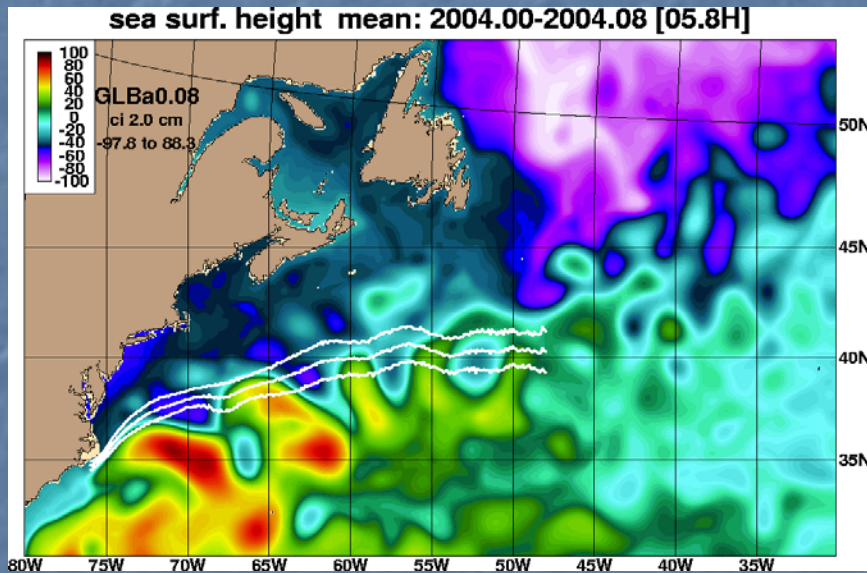 sea surf. height mean: 2004.00-2004.08 [05.8H]
100
80
60
40
20
0
-20
-40
-60
-80
-100
GLBa0.08
ci 2.0 cm
-97.8 to 88.3
50N
45N
40N
35N
80W 75W 70W 65W 60W 55W 50W 45W 40W 35W